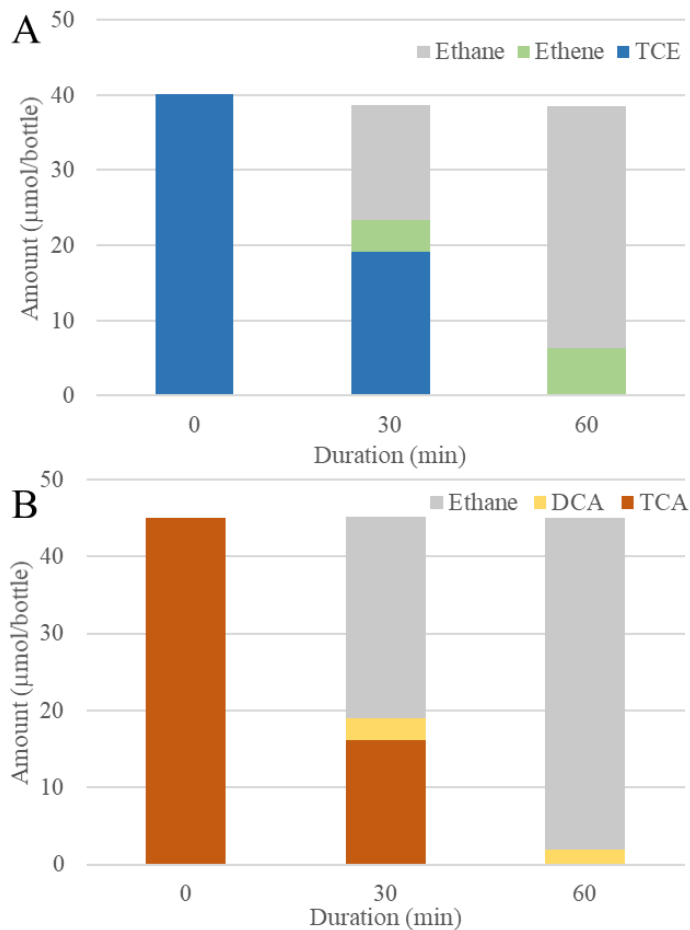 A
50
Ethane Ethene TCE
40
30
20
10
0
Amount (µmol/bottle)
0 30 60
Duration (min)
B
50
Ethane DCA TCA
40
30
20
10
0
Amount (µmol/bottle)
0 30 60
Duration (min)